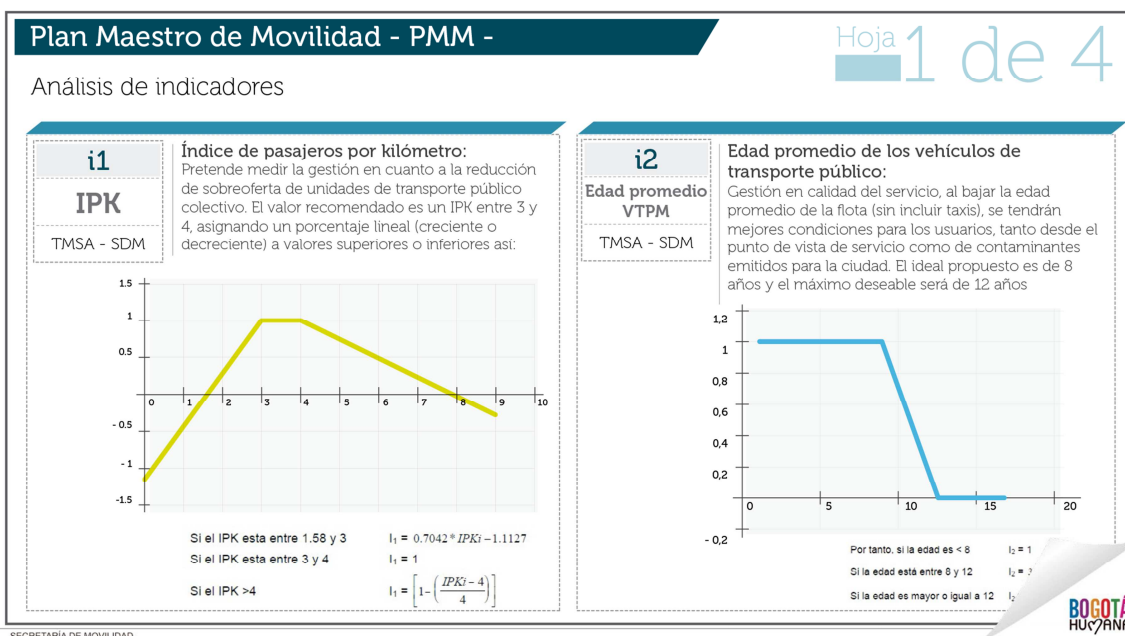 Plan Maestro de Movilidad - PMM -
Hoja 1 de 4
Análisis de indicadores
i1
IPK
TMSA - SDM
Índice de pasajeros por kilómetro:
Pretende medir la gestión en cuanto a la reducción
de sobreoferta de unidades de transporte público
colectivo. El valor recomendado es un IPK entre 3 y
4, asignando un porcentaje lineal (creciente o
decreciente) a valores superiores o inferiores así:
1.5
1
0.5
- 0.5
- 1
-1.5
0 1 2 3 4 5 6 7 8 9 10
Si el IPK esta entre 1.58 y 3 I₁ = 0.7042 * IPKi − 1.1127
Si el IPK esta entre 3 y 4 I₁ = 1
Si el IPK >4 I₁ = [1 − (IPKi − 4 / 4)]
i2
Edad promedio
VTPM
TMSA - SDM
Edad promedio de los vehículos de
transporte público:
Gestión en calidad del servicio, al bajar la edad
promedio de la flota (sin incluir taxis), se tendrán
mejores condiciones para los usuarios, tanto desde el
punto de vista de servicio como de contaminantes
emitidos para la ciudad. El ideal propuesto es de 8
años y el máximo deseable será de 12 años
1,2
1
0,8
0,6
0,4
0,2
- 0,2
0 5 10 15 20
Por tanto, si la edad es < 8 I₂ = 1
Si la edad está entre 8 y 12 I₂ =
Si la edad es mayor o igual a 12 I₂
BOGOTÁ
HUMANA
SECRETARÍA DE MOVILIDAD